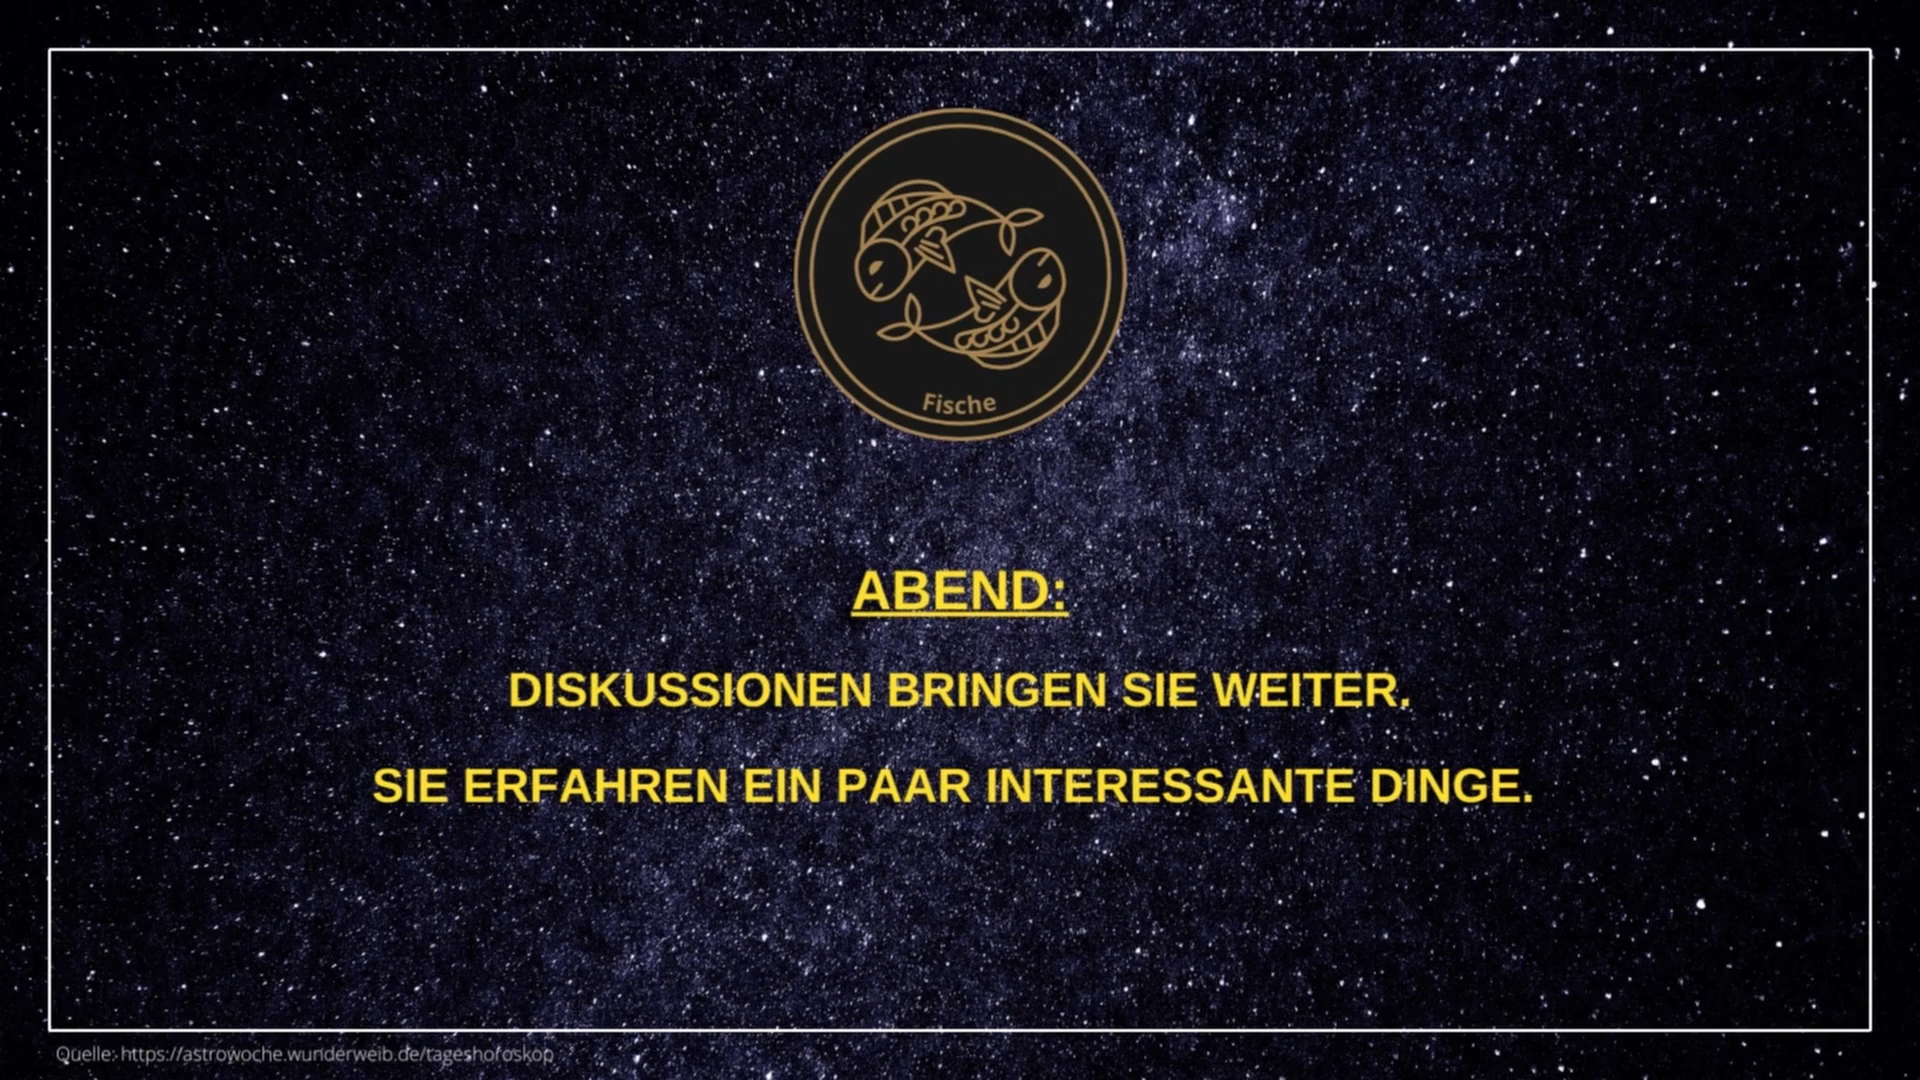 Fische
ABEND:
DISKUSSIONEN BRINGEN SIE WEITER.
SIE ERFAHREN EIN PAAR INTERESSANTE DINGE.
Quelle: https://astrowoche.wunderweib.de/tageshoroskop